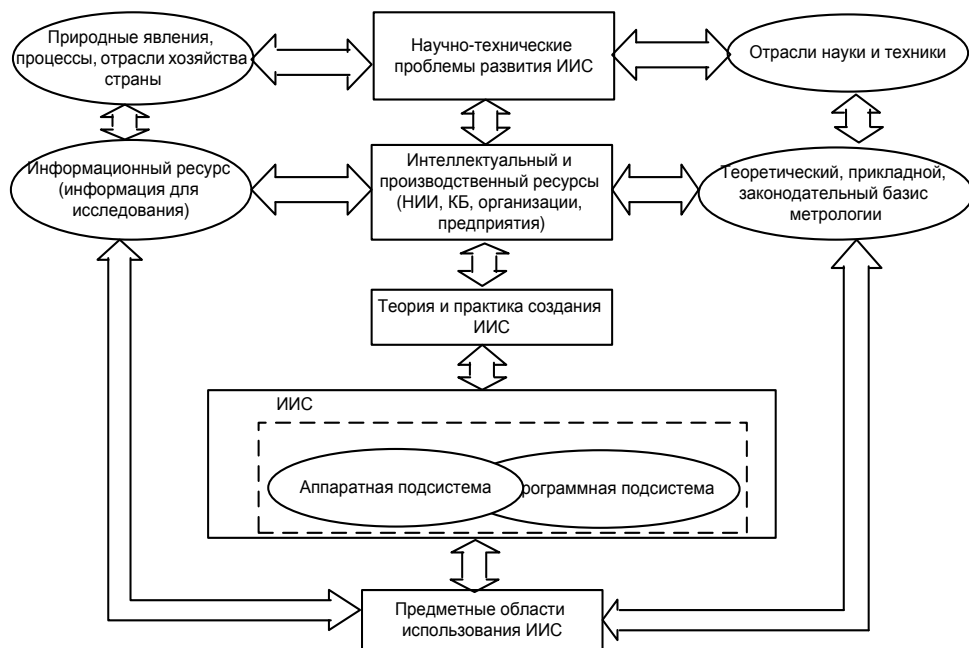 Природные явления,
процессы, отрасли хозяйства
страны
Научно-технические
проблемы развития ИИС
Отрасли науки и техники
Информационный ресурс
(информация для
исследования)
Интеллектуальный и
производственный ресурсы
(НИИ, КБ, организации,
предприятия)
Теоретический, прикладной,
законодательный базис
метрологии
Теория и практика создания
ИИС
ИИС
Аппаратная подсистема
рограммная подсистема
Предметные области
использования ИИС